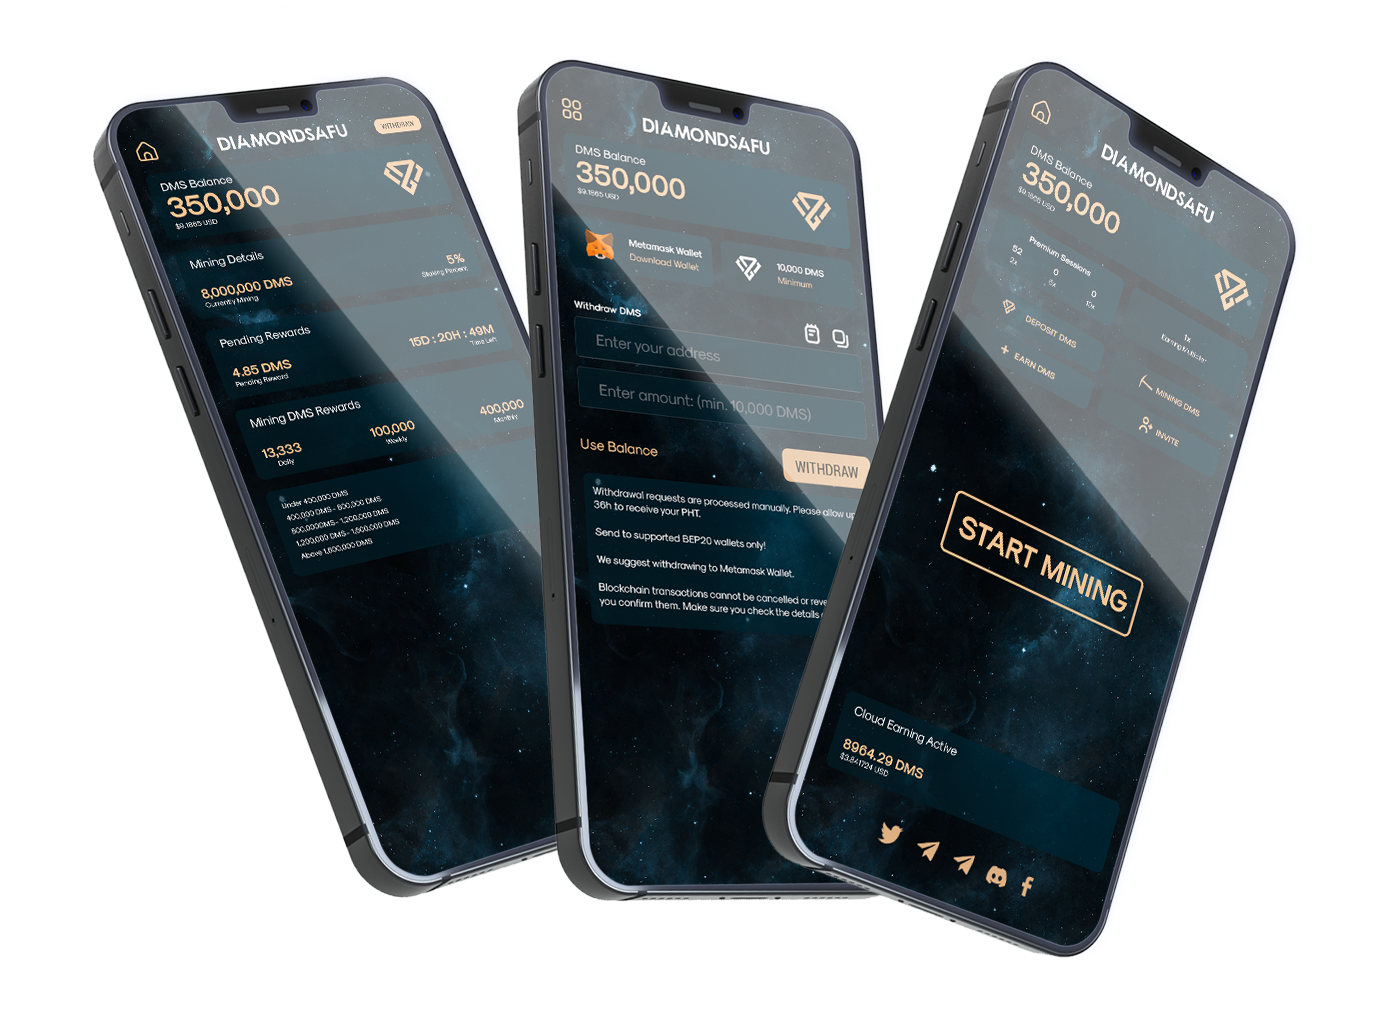 DIAMONDSAFU
WITHDRAW
DMS Balance
350,000
$9.1865 USD
Mining Details
8,000,000 DMS
Currently Mining
5%
Staking Percent
Pending Rewards
4.85 DMS
Pending Reward
15D : 20H : 49M
Time Left
Mining DMS Rewards
13,333
Daily
100,000
Weekly
400,000
Monthly
Under 400,000 DMS
400,000 DMS - 600,000 DMS
600,000DMS - 1,200,000 DMS
1,200,000 DMS - 1,600,000 DMS
Above 1,600,000 DMS
DIAMONDSAFU
DMS Balance
350,000
$9.1865 USD
Metamask Wallet
Download Wallet
10,000 DMS
Minimum
Withdraw DMS
Enter your address
Enter amount: (min. 10,000 DMS)
Use Balance
WITHDRAW
Withdrawal requests are processed manually. Please allow up
36h to receive your PHT.
Send to supported BEP20 wallets only!
We suggest withdrawing to Metamask Wallet.
Blockchain transactions cannot be cancelled or reve
you confirm them. Make sure you check the details
DIAMONDSAFU
DMS Balance
350,000
$9.1865 USD
Premium Sessions
52
2x
0
5x
0
10x
1x
Earning Multiplier
DEPOSIT DMS
MINING DMS
EARN DMS
INVITE
START MINING
Cloud Earning Active
8964.29 DMS
$3.841724 USD